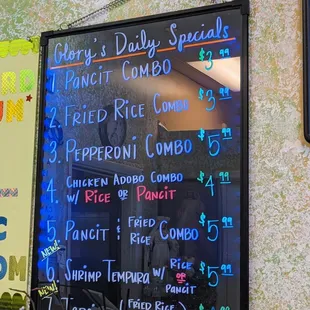 Glory's Daily Specials
1. Pancit Combo $3.99
2. Fried Rice Combo $3.99
3. Pepperoni Combo $5.99
4. Chicken Adobo Combo $4.99
w/ Rice or Pancit
5. Pancit & Fried Rice Combo $5.99
New!
6. Shrimp Tempura w/ Rice or Pancit $5.99
New!
7. (Fried Rice